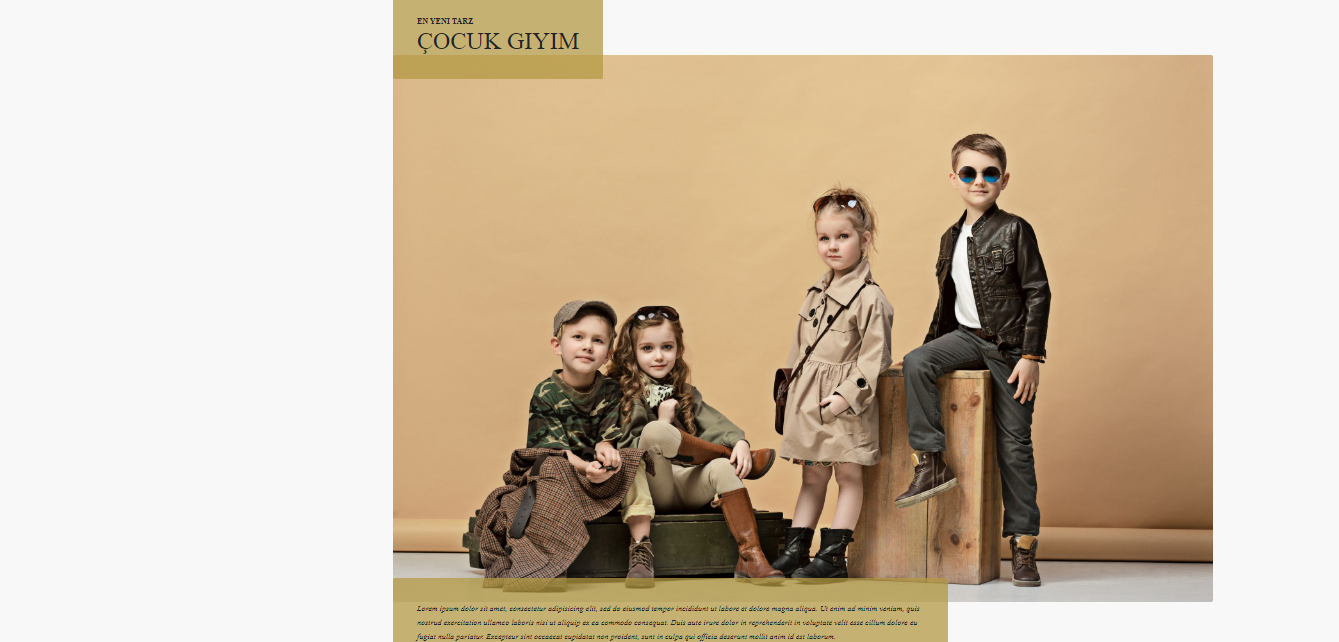 EN YENI TARZ
ÇOCUK GIYIM
Lorem ipsum dolor sit amet, consectetur adipisicing elit, sed do eiusmod tempor incididunt ut labore et dolore magna aliqua. Ut enim ad minim veniam, quis
nostrud exercitation ullamco laboris nisi ut aliquip ex ea commodo consequat. Duis aute irure dolor in reprehenderit in voluptate velit esse cillum dolore eu
fugiat nulla pariatur. Excepteur sint occaecat cupidatat non proident, sunt in culpa qui officia deserunt mollit anim id est laborum.